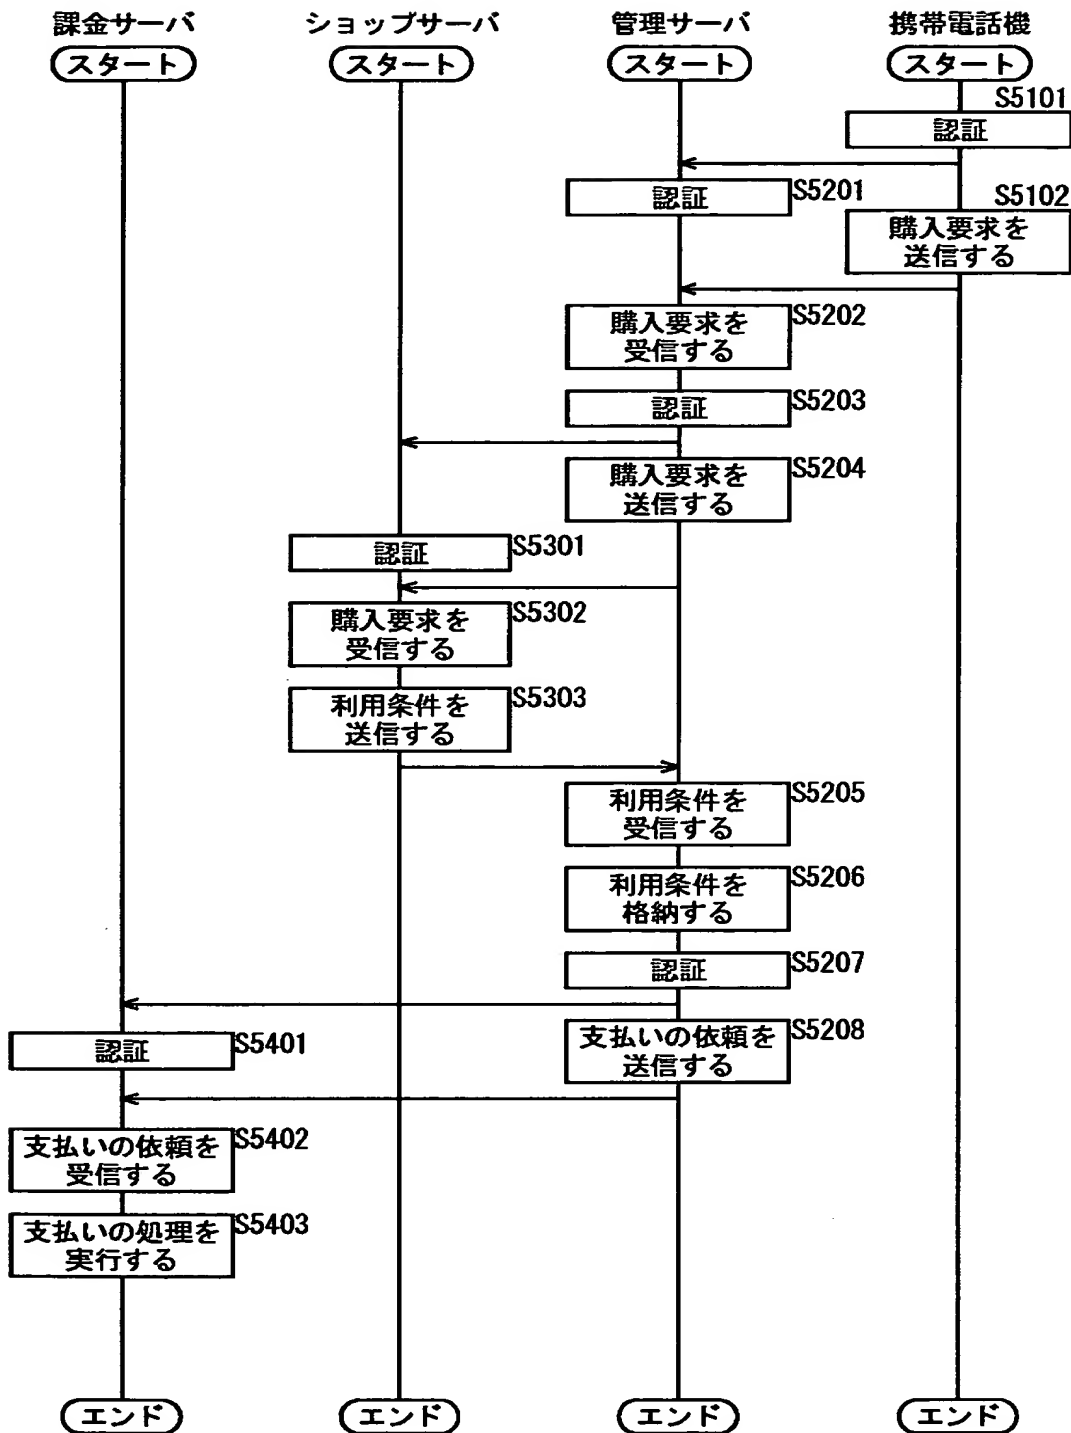 課金サーバ
ショップサーバ
管理サーバ
携帯電話機
スタート
スタート
スタート
スタート
S5101
認証
認証
S5201
S5102
購入要求を
送信する
購入要求を
受信する
S5202
認証
S5203
購入要求を
送信する
S5204
認証
S5301
購入要求を
受信する
S5302
利用条件を
送信する
S5303
利用条件を
受信する
S5205
利用条件を
格納する
S5206
認証
S5207
支払いの依頼を
送信する
S5208
認証
S5401
支払いの依頼を
受信する
S5402
支払いの処理を
実行する
S5403
エンド
エンド
エンド
エンド